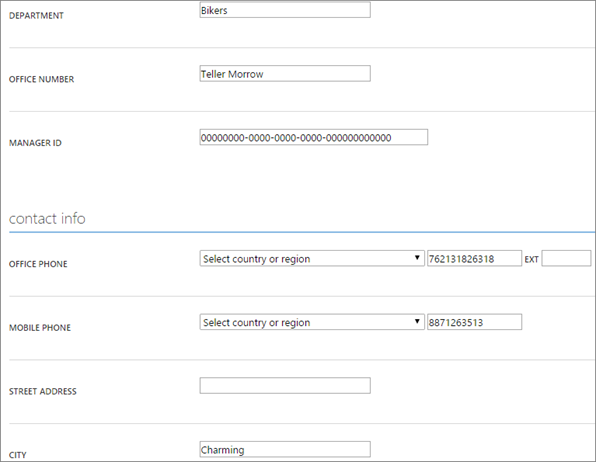 DEPARTMENT Bikers
OFFICE NUMBER Teller Morrow
MANAGER ID 00000000-0000-0000-0000-000000000000
contact info
OFFICE PHONE Select country or region 762131826318 EXT
MOBILE PHONE Select country or region 8871263513
STREET ADDRESS
CITY Charming